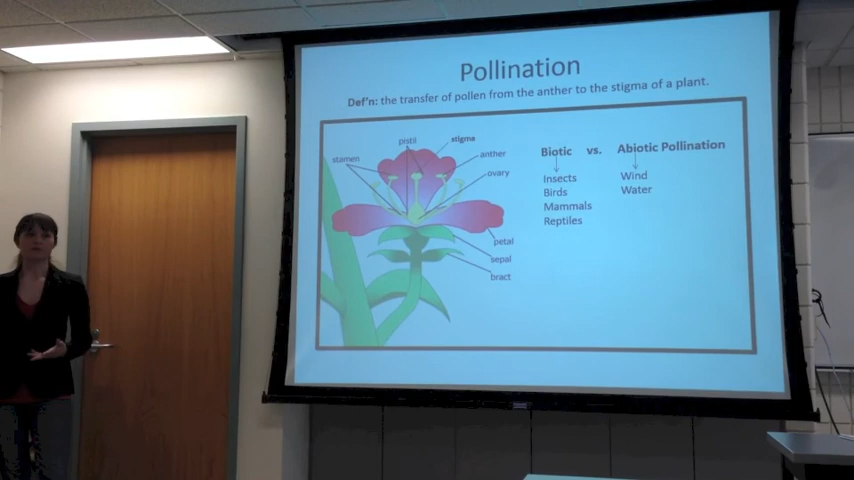 Pollination
Def'n: the transfer of pollen from the anther to the stigma of a plant.
pistil
stigma
stamen
anther
ovary
petal
sepal
bract
Biotic vs. Abiotic Pollination
Insects
Birds
Mammals
Reptiles
Wind
Water